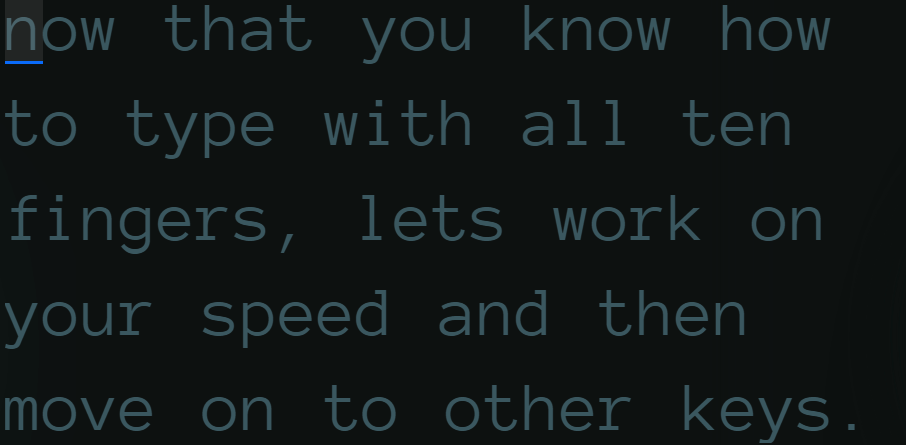 now that you know how
to type with all ten
fingers, lets work on
your speed and then
move on to other keys.